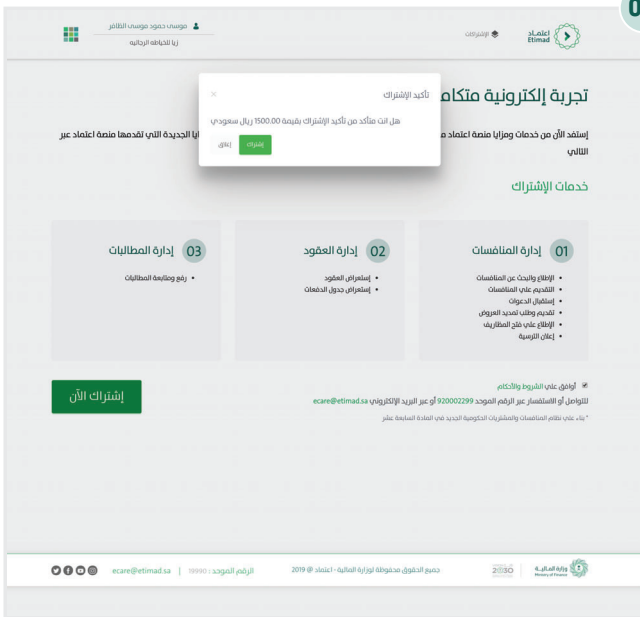 اعتماد
Etimad
الإشتراكات
موسى حمود موسى الظافر
زيا للخياطه الرجاليه
تجربة إلكترونية متكام
إستفد الأن من خدمات ومزايا منصة اعتماد م
ايا الجديدة التي تقدمها منصة اعتماد عبر
التالي
تأكيد الإشتراك
×
هل انت متأكد من تأكيد الإشتراك بقيمة 1500.00 ريال سعودي
إشتراك
إغلاق
خدمات الإشتراك
01 إدارة المنافسات
• الإطلاع والبحث عن المنافسات
• التقديم على المنافسات
• إستقبال الدعوات
• تقديم وطلب تمديد العروض
• الإطلاع على فتح المظاريف
• إعلان الترسية
02 إدارة العقود
• إستعراض العقود
• إستعراض جدول الدفعات
03 إدارة المطالبات
• رفع ومتابعة المطالبات
أوافق على الشروط والأحكام
للتواصل أو الاستفسار عبر الرقم الموحد 920002299 أو عبر البريد الإلكتروني ecare@etimad.sa
* بناء على نظام المنافسات والمشتريات الحكومية الجديد في المادة السابعة عشر
إشتراك الأن
وزارة المالية
Ministry of Finance
2030
جميع الحقوق محفوظة لوزارة المالية - اعتماد @ 2019
الرقم الموحد : 19990 | ecare@etimad.sa